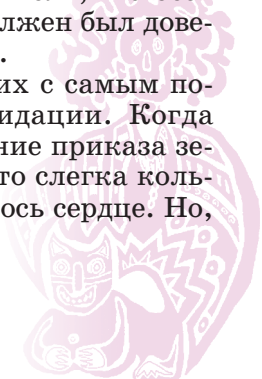 лжен был дове-
.
их с самым по-
идации. Когда
ние приказа зе-
то слегка коль-
ось сердце. Но,